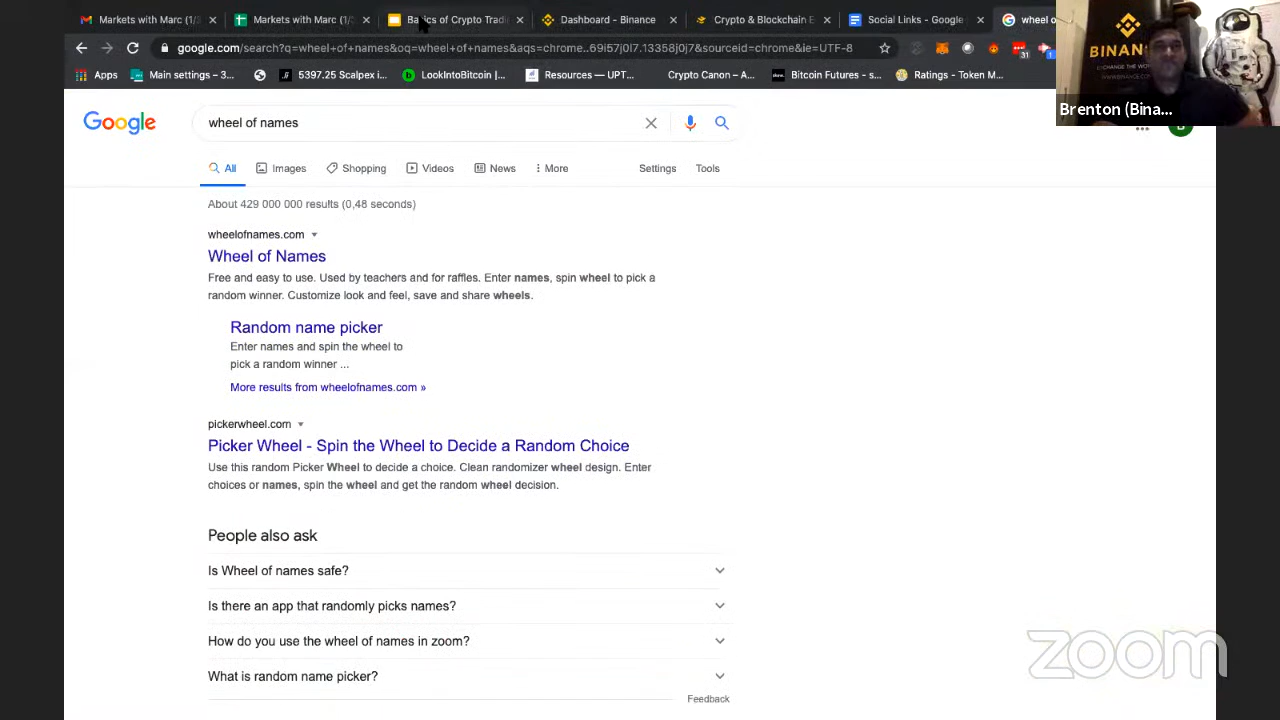 Meetings with Marc (1/
Meetings with Marc (1/3
Basics of Crypto Tradi
Dashboard - Binance
Crypto & Blockchain E
Social Links - Google
wheel of
google.com/search?q=wheel+of+names&oq=wheel+of+names&aqs=chrome..69i57j0l7.13358j0j7&sourceid=chrome&ie=UTF-8
31
Apps
Main settings – 3...
5397.25 Scalpex i...
LookIntoBitcoin |...
Resources — UPT...
Crypto Canon – A...
Bitcoin Futures - s...
Ratings - Token M...
BINAN
EXCHANGE THE WO
Brenton (Bina...
Google
wheel of names
All
Images
Shopping
Videos
News
More
Settings
Tools
About 429 000 000 results (0,48 seconds)
wheelofnames.com
Wheel of Names
Free and easy to use. Used by teachers and for raffles. Enter names, spin wheel to pick a
random winner. Customize look and feel, save and share wheels.
Random name picker
Enter names and spin the wheel to
pick a random winner ...
More results from wheelofnames.com »
pickerwheel.com
Picker Wheel - Spin the Wheel to Decide a Random Choice
Use this random Picker Wheel to decide a choice. Clean randomizer wheel design. Enter
choices or names, spin the wheel and get the random wheel decision.
People also ask
Is Wheel of names safe?
Is there an app that randomly picks names?
How do you use the wheel of names in zoom?
What is random name picker?
Feedback
zoom